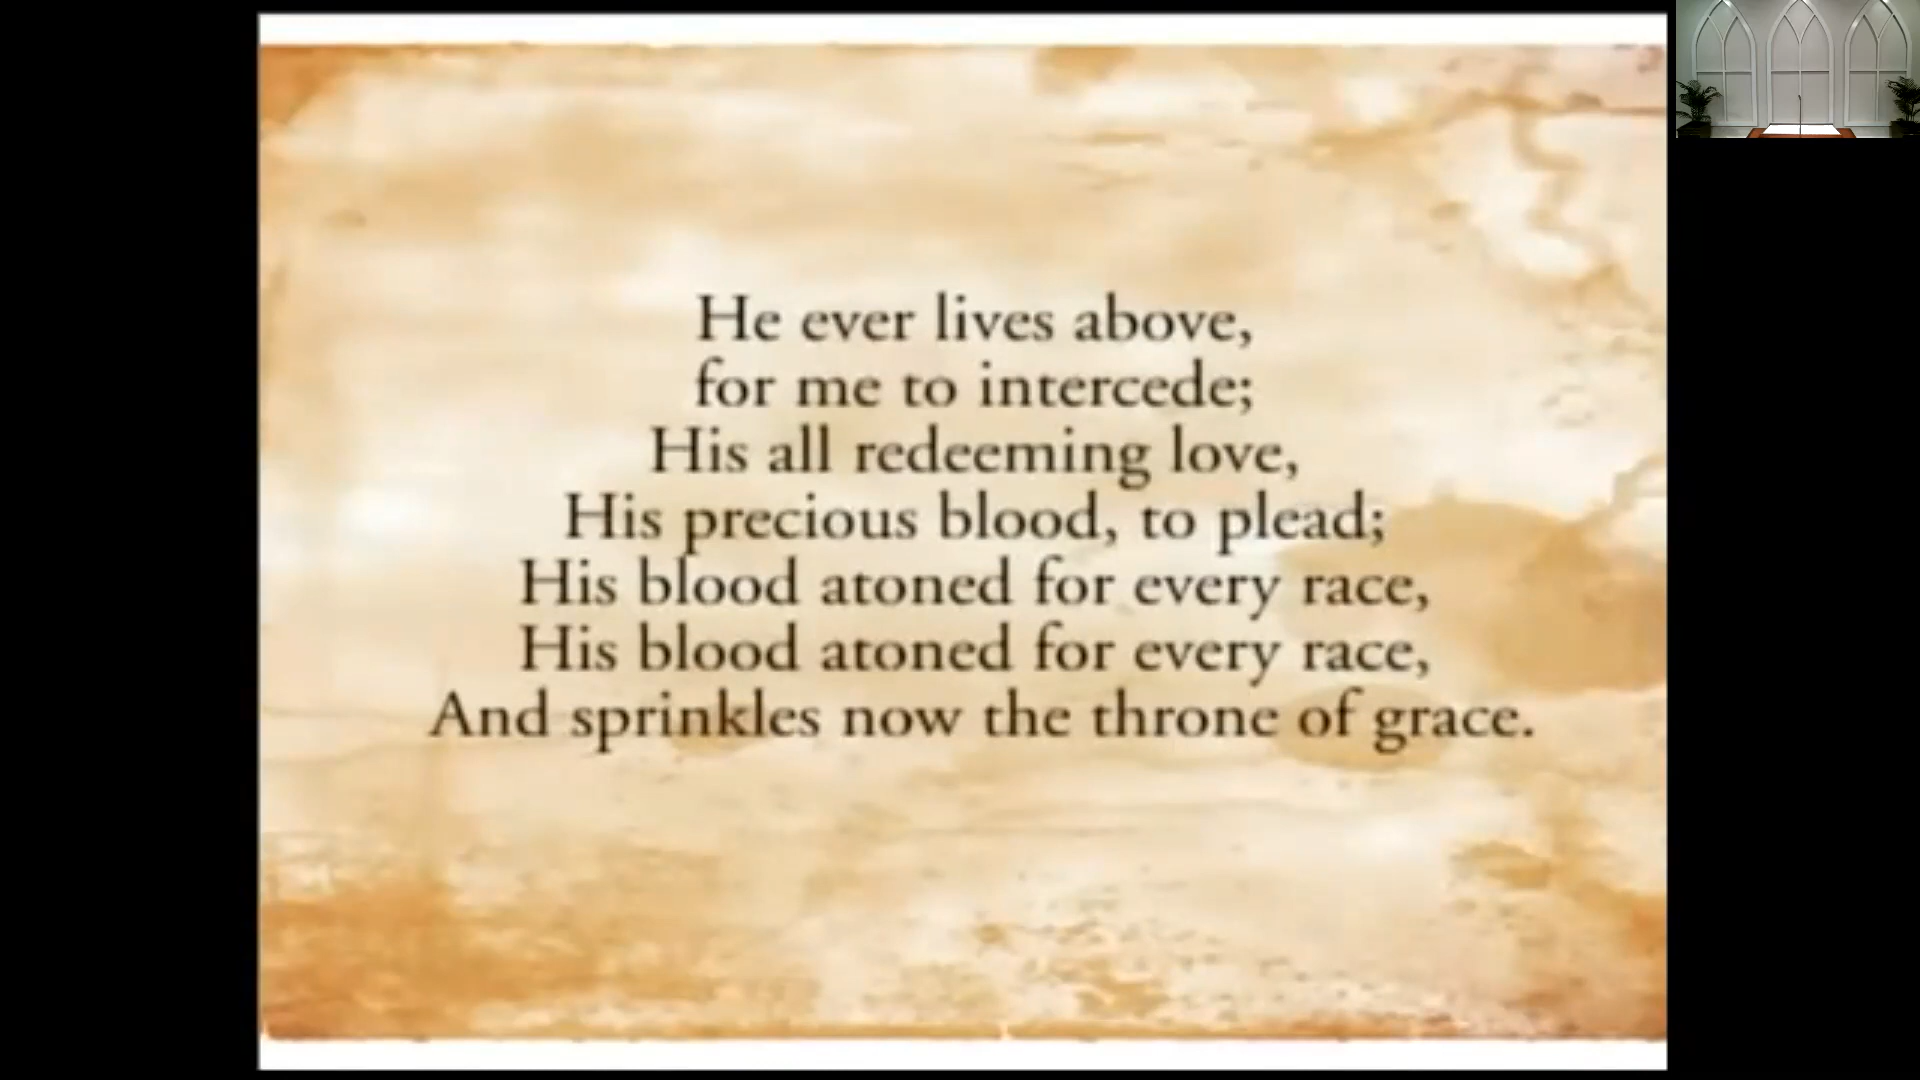 He ever lives above,
for me to intercede;
His all redeeming love,
His precious blood, to plead;
His blood atoned for every race,
His blood atoned for every race,
And sprinkles now the throne of grace.